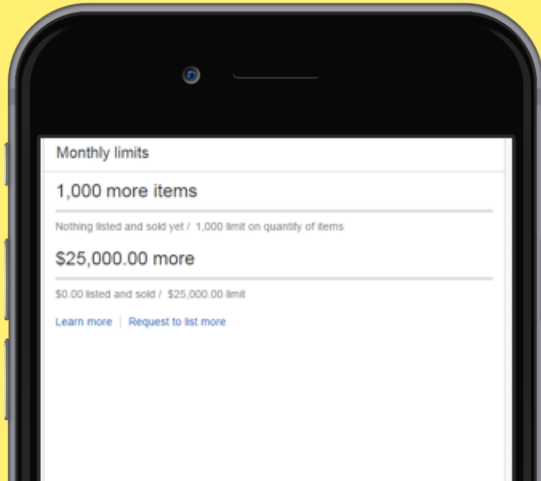 Monthly limits
1,000 more items
Nothing listed and sold yet / 1,000 limit on quantity of items
$25,000.00 more
$0.00 listed and sold / $25,000.00 limit
Learn more | Request to list more